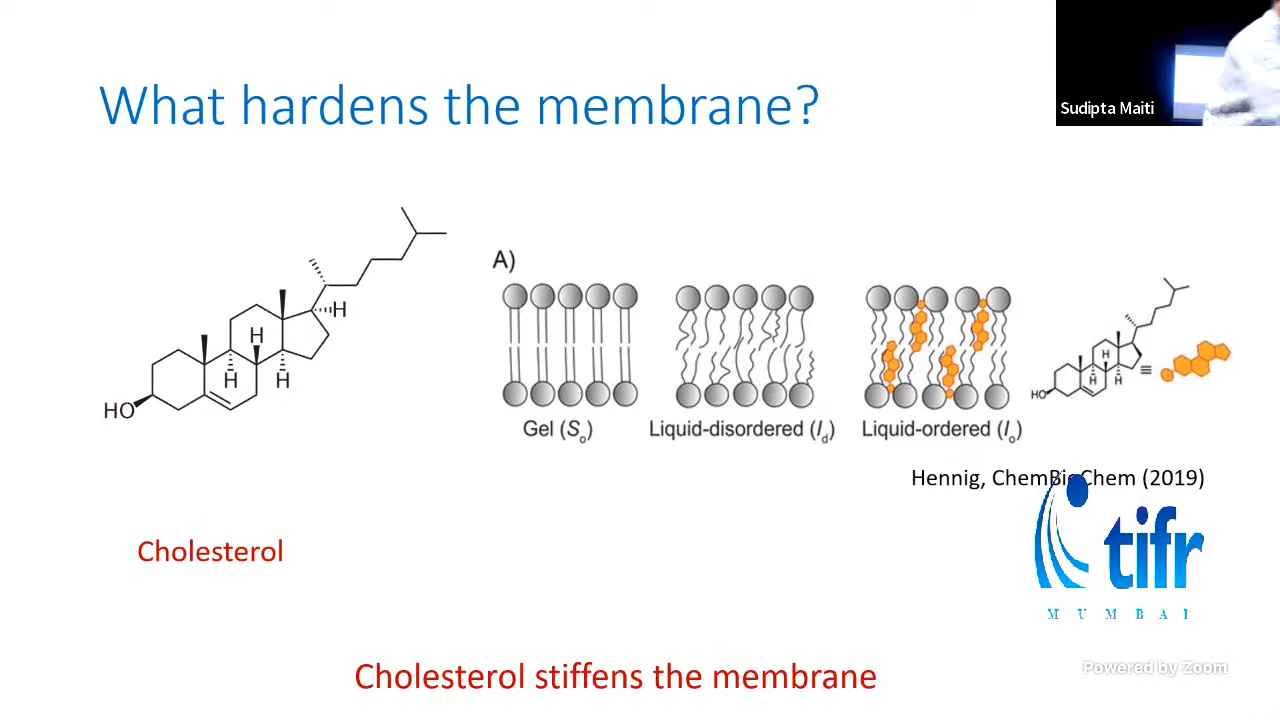 Sudipta Maiti
What hardens the membrane?
A)
H
H
H
H
HO
H
H
H
HO
Gel (So)
Liquid-disordered (ld)
Liquid-ordered (lo)
Hennig, ChemBioChem (2019)
tifr
MUMBAI
Cholesterol
Cholesterol stiffens the membrane
Powered by Zoom